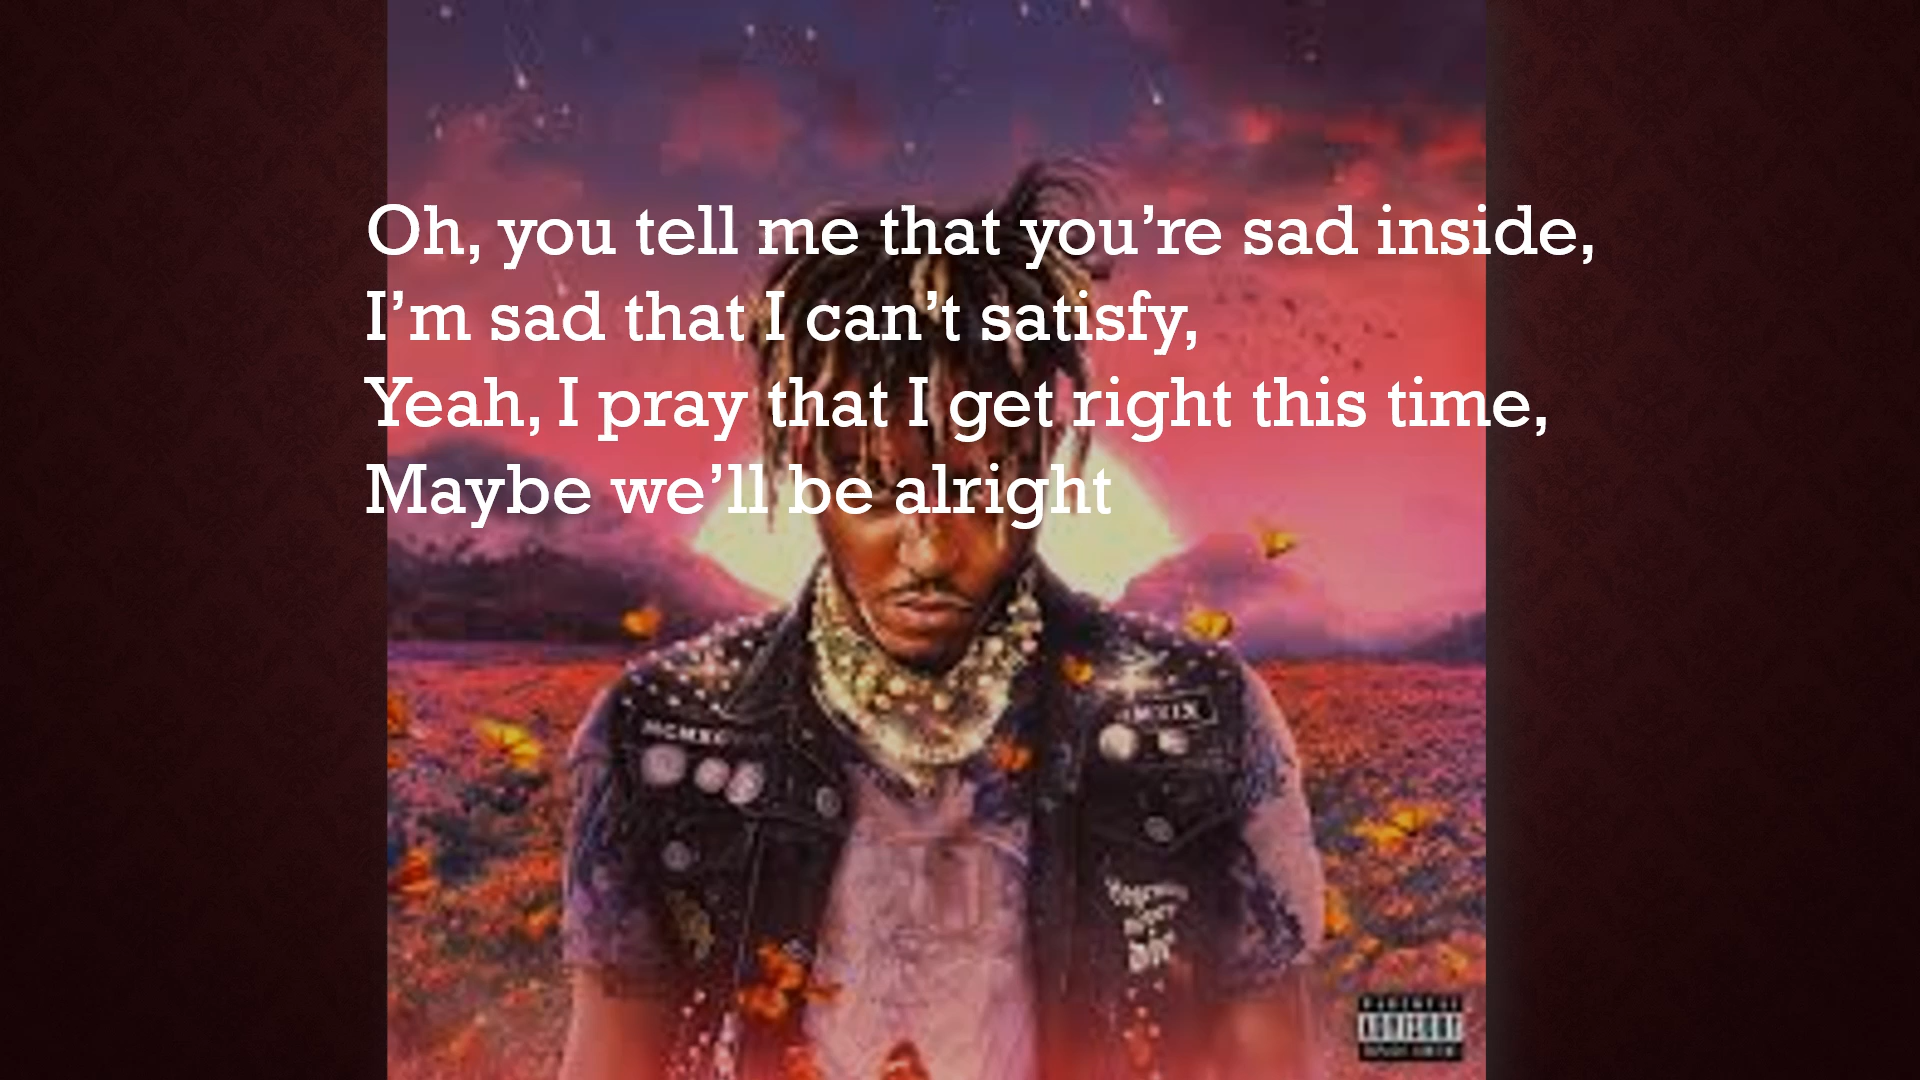 Oh, you tell me that you’re sad inside,
I’m sad that I can’t satisfy,
Yeah, I pray that I get right this time,
Maybe we’ll be alright
ADVISORY